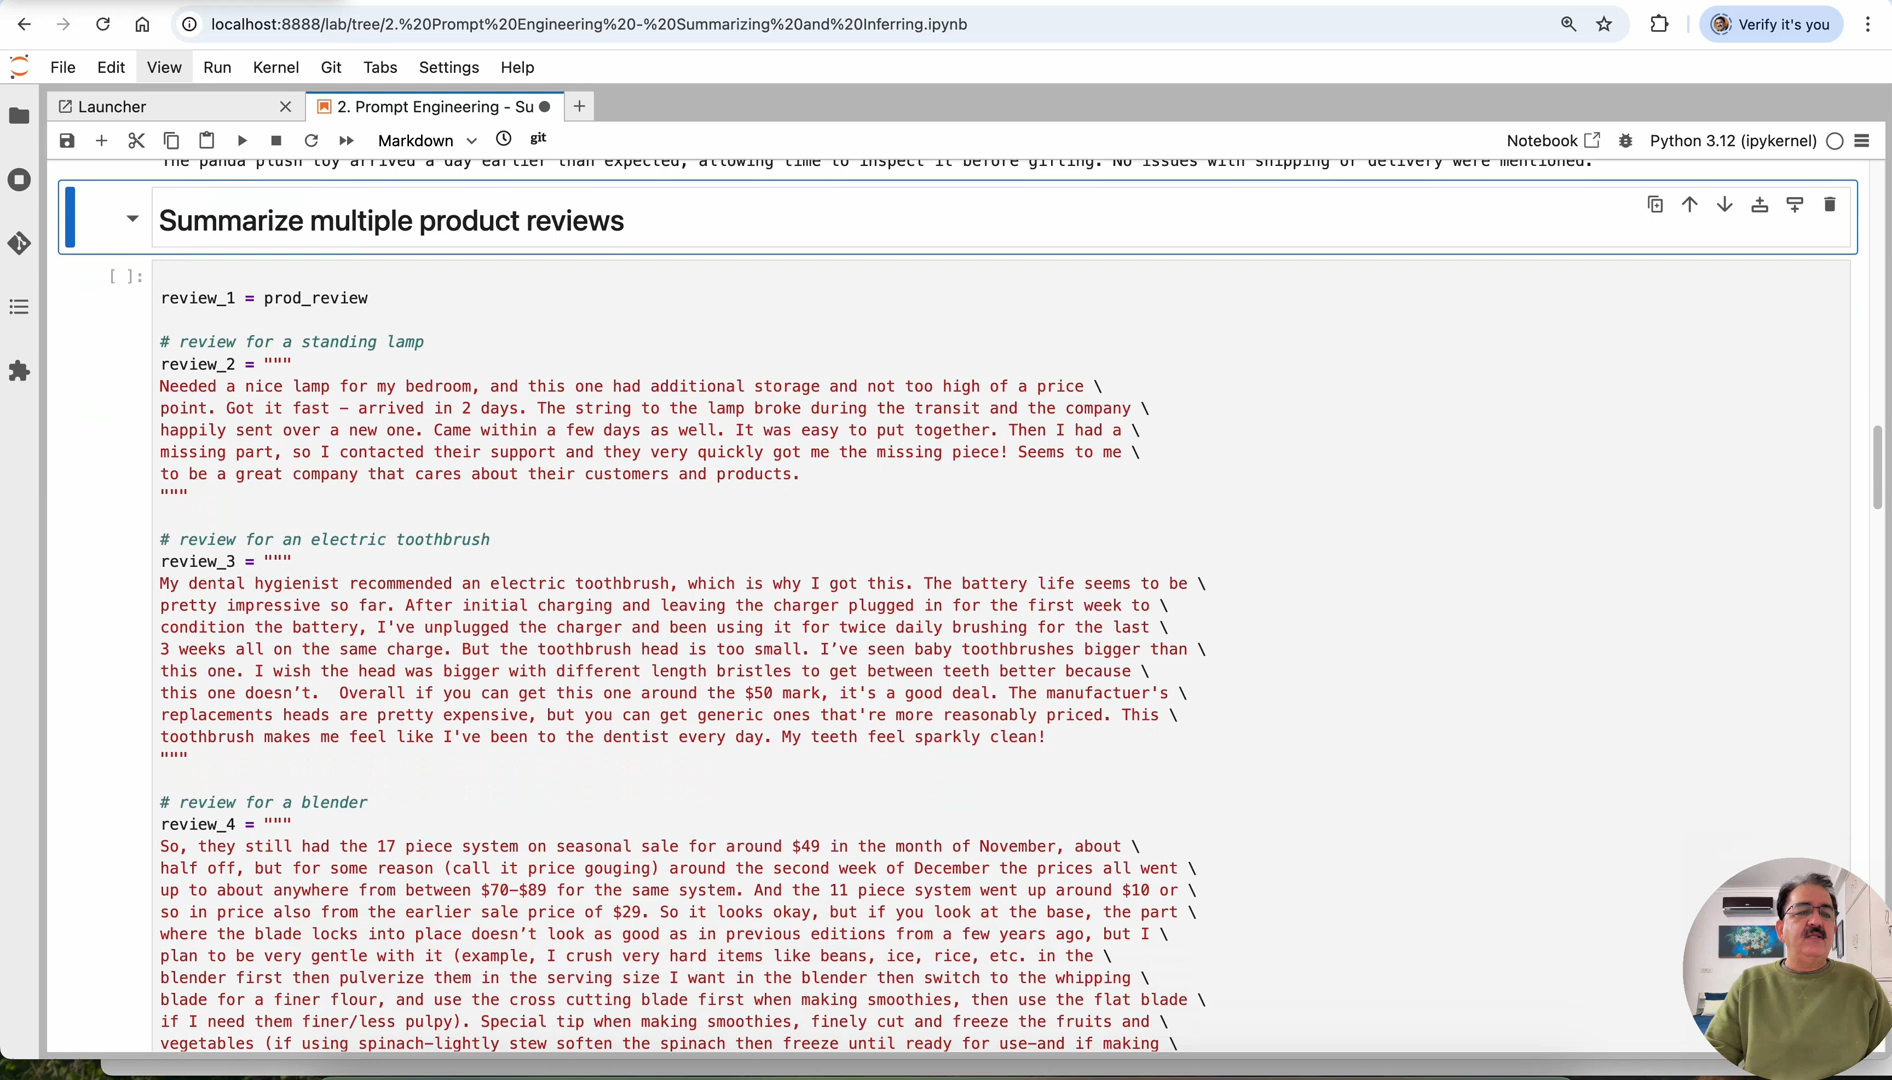 localhost:8888/lab/tree/2.%20Prompt%20Engineering%20-%20Summarizing%20and%20Inferring.ipynb
Verify it's you
File Edit View Run Kernel Git Tabs Settings Help
Launcher
2. Prompt Engineering - Su
Markdown
git
Notebook
Python 3.12 (ipykernel)
The panda plush toy arrived a day earlier than expected, allowing time to inspect it before gifting. No issues with shipping or delivery were mentioned.
Summarize multiple product reviews
[ ]:
review_1 = prod_review
# review for a standing lamp
review_2 = """
Needed a nice lamp for my bedroom, and this one had additional storage and not too high of a price \
point. Got it fast - arrived in 2 days. The string to the lamp broke during the transit and the company \
happily sent over a new one. Came within a few days as well. It was easy to put together. Then I had a \
missing part, so I contacted their support and they very quickly got me the missing piece! Seems to me \
to be a great company that cares about their customers and products.
"""
# review for an electric toothbrush
review_3 = """
My dental hygienist recommended an electric toothbrush, which is why I got this. The battery life seems to be \
pretty impressive so far. After initial charging and leaving the charger plugged in for the first week to \
condition the battery, I've unplugged the charger and been using it for twice daily brushing for the last \
3 weeks all on the same charge. But the toothbrush head is too small. I’ve seen baby toothbrushes bigger than \
this one. I wish the head was bigger with different length bristles to get between teeth better because \
this one doesn’t.  Overall if you can get this one around the $50 mark, it's a good deal. The manufactuer's \
replacements heads are pretty expensive, but you can get generic ones that're more reasonably priced. This \
toothbrush makes me feel like I've been to the dentist every day. My teeth feel sparkly clean!
"""
# review for a blender
review_4 = """
So, they still had the 17 piece system on seasonal sale for around $49 in the month of November, about \
half off, but for some reason (call it price gouging) around the second week of December the prices all went \
up to about anywhere from between $70-$89 for the same system. And the 11 piece system went up around $10 or \
so in price also from the earlier sale price of $29. So it looks okay, but if you look at the base, the part \
where the blade locks into place doesn’t look as good as in previous editions from a few years ago, but I \
plan to be very gentle with it (example, I crush very hard items like beans, ice, rice, etc. in the \
blender first then pulverize them in the serving size I want in the blender then switch to the whipping \
blade for a finer flour, and use the cross cutting blade first when making smoothies, then use the flat blade \
if I need them finer/less pulpy). Special tip when making smoothies, finely cut and freeze the fruits and \
vegetables (if using spinach-lightly stew soften the spinach then freeze until ready for use-and if making \